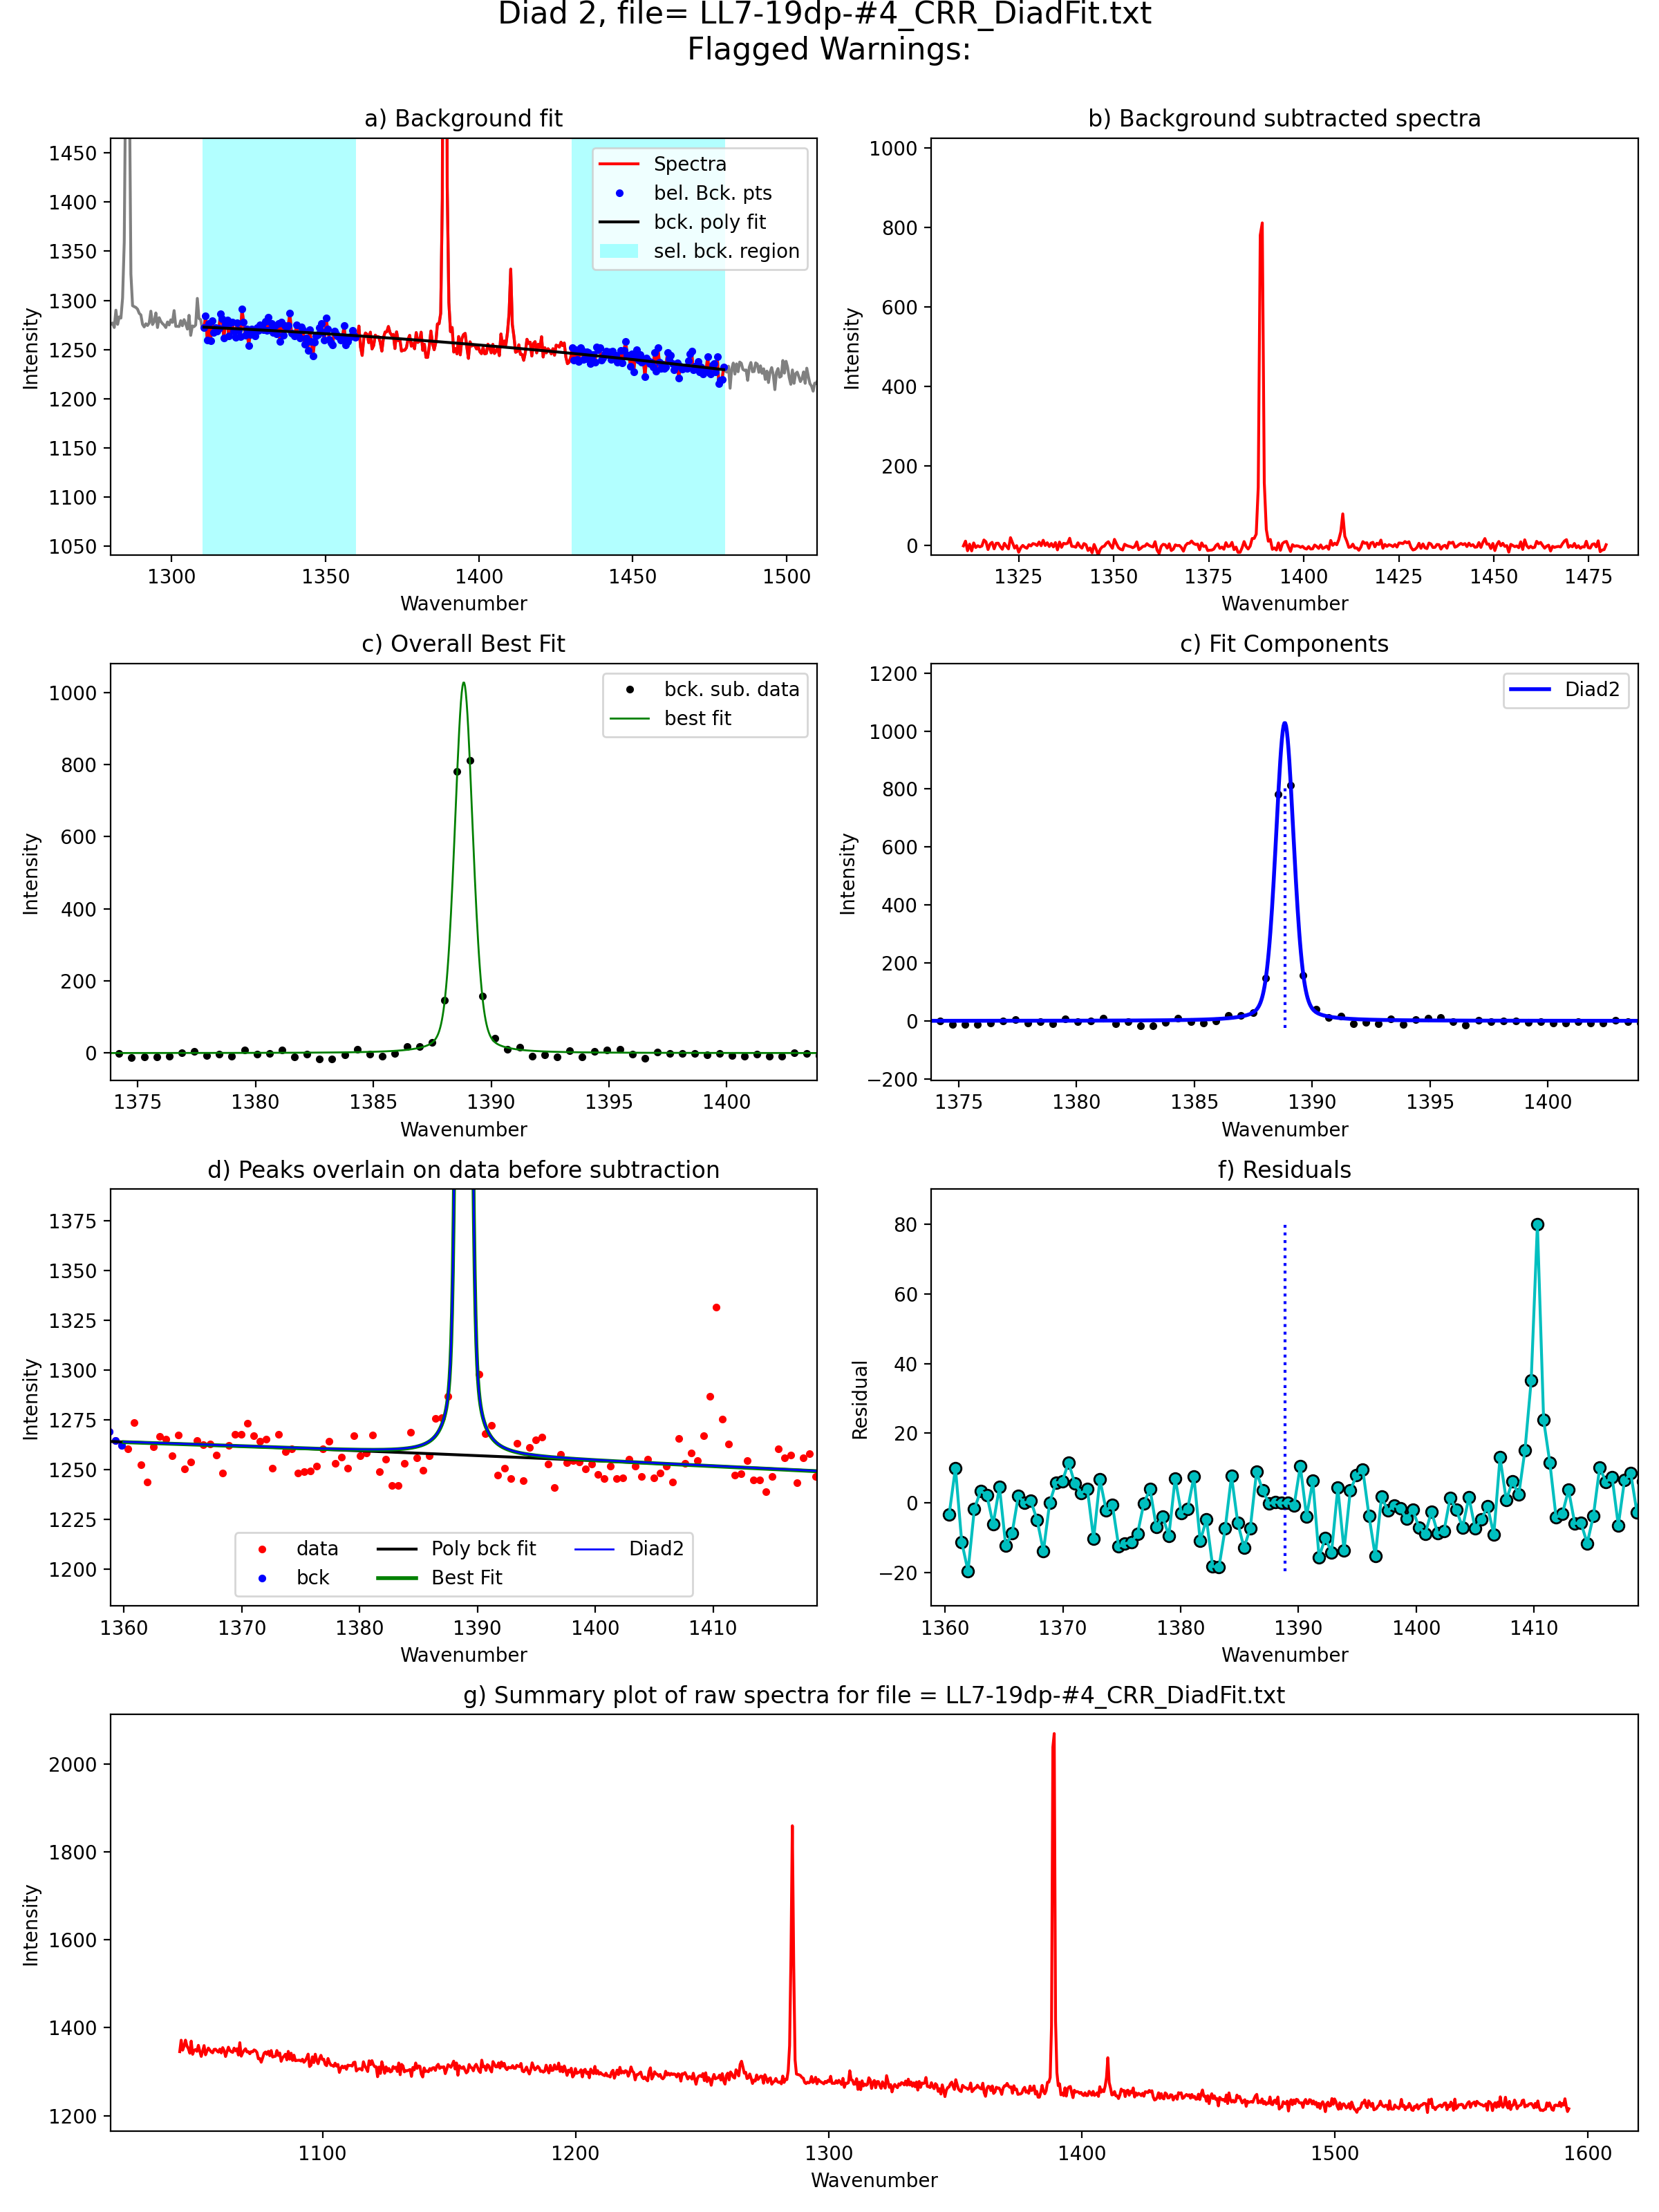 Diad 2, file= LL7-19dp-#4_CRR_DiadFit.txt
Flagged Warnings:
a) Background fit
Intensity
1450
1400
1350
1300
1250
1200
1150
1100
1050
Spectra
bel. Bck. pts
bck. poly fit
sel. bck. region
1300 1350 1400 1450 1500
Wavenumber
b) Background subtracted spectra
Intensity
1000
800
600
400
200
0
1325 1350 1375 1400 1425 1450 1475
Wavenumber
c) Overall Best Fit
Intensity
1000
800
600
400
200
0
bck. sub. data
best fit
1375 1380 1385 1390 1395 1400
Wavenumber
c) Fit Components
Intensity
1200
1000
800
600
400
200
0
−200
Diad2
1375 1380 1385 1390 1395 1400
Wavenumber
d) Peaks overlain on data before subtraction
Intensity
1375
1350
1325
1300
1275
1250
1225
1200
data Poly bck fit Diad2
bck Best Fit
1360 1370 1380 1390 1400 1410
Wavenumber
f) Residuals
Residual
80
60
40
20
0
−20
1360 1370 1380 1390 1400 1410
Wavenumber
g) Summary plot of raw spectra for file = LL7-19dp-#4_CRR_DiadFit.txt
Intensity
2000
1800
1600
1400
1200
1100 1200 1300 1400 1500 1600
Wavenumber